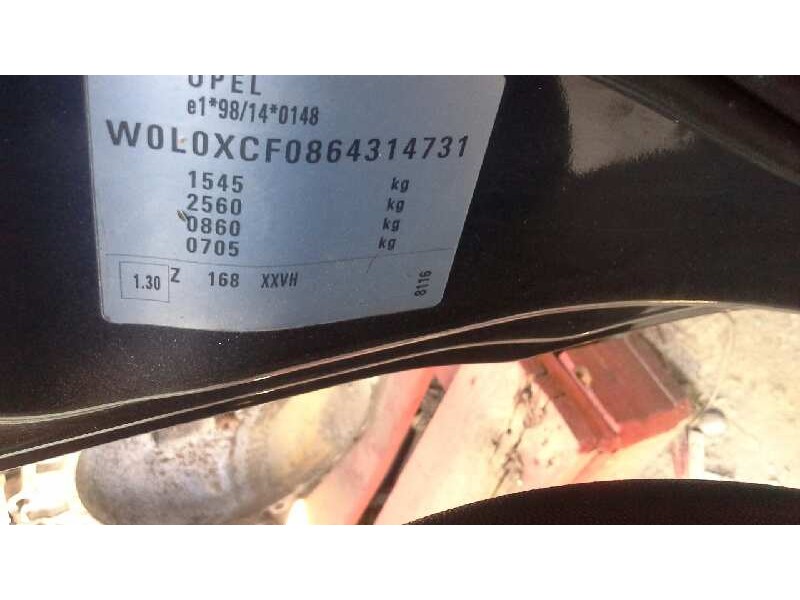 OPEL
e1*98/14*0148
W0L0XCF0864314731
1545 kg
2560 kg
0860 kg
0705 kg
1.30 Z 168 XXVH
8116